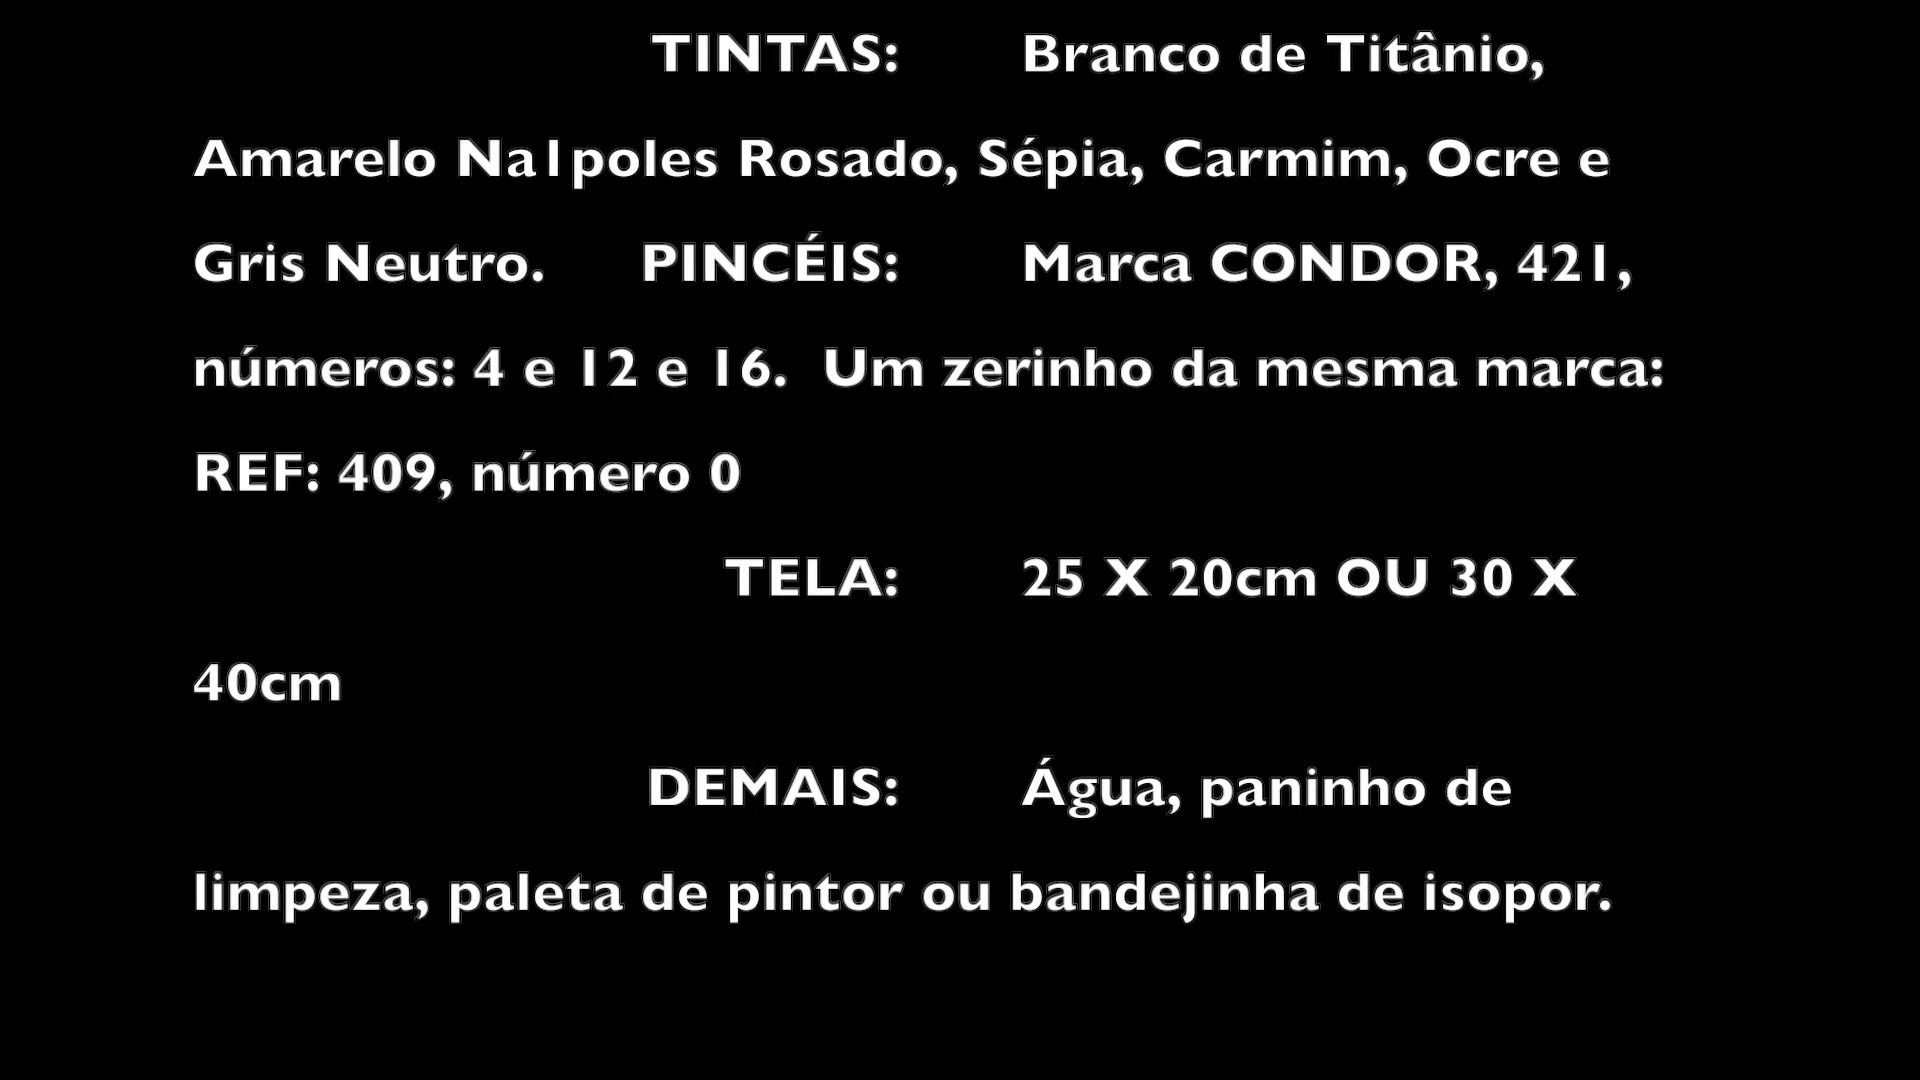 TINTAS: Branco de Titânio,
Amarelo Na1poles Rosado, Sépia, Carmim, Ocre e
Gris Neutro. PINCÉIS: Marca CONDOR, 421,
números: 4 e 12 e 16. Um zerinho da mesma marca:
REF: 409, número 0
TELA: 25 X 20cm OU 30 X
40cm
DEMAIS: Água, paninho de
limpeza, paleta de pintor ou bandejinha de isopor.